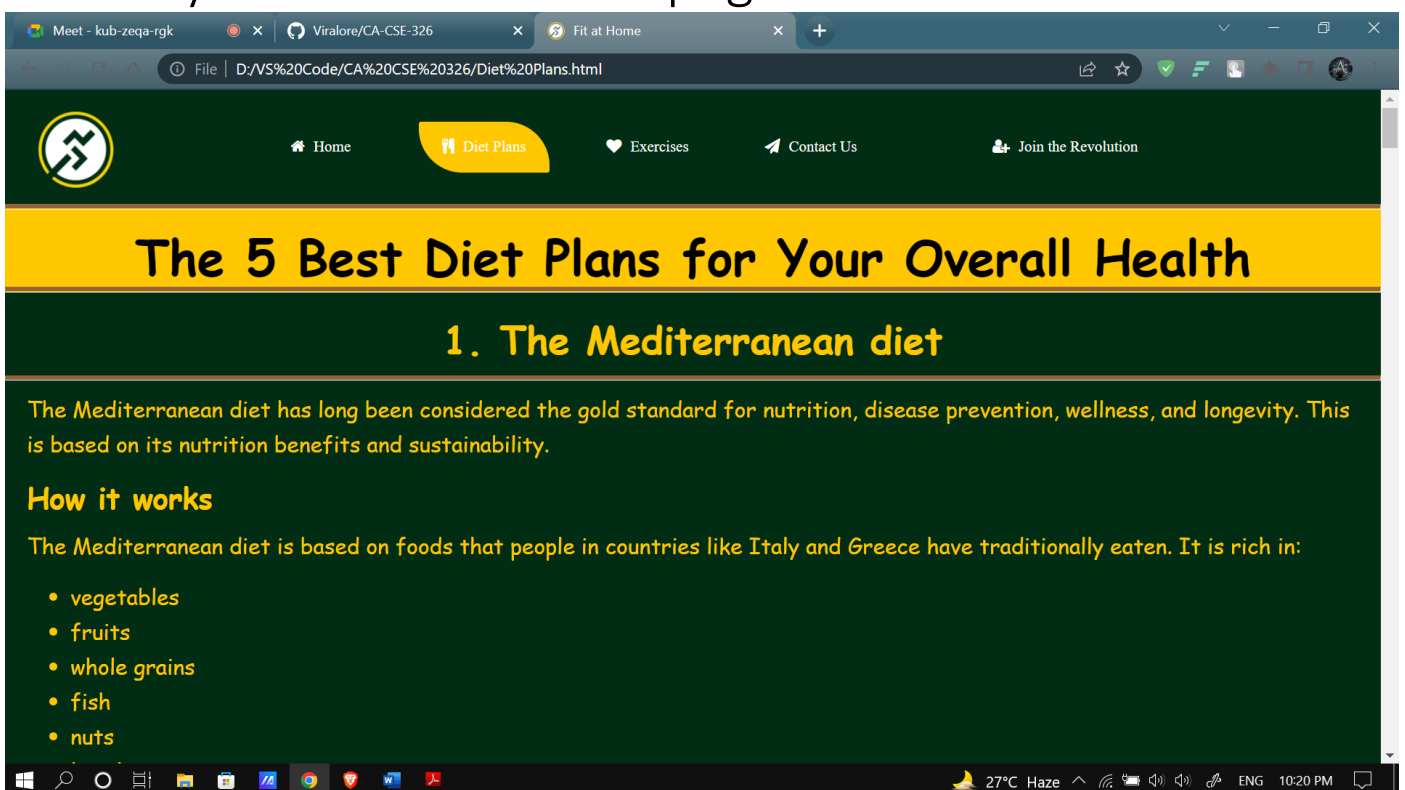 Meet - kub-zeqa-rgk Viralore/CA-CSE-326 Fit at Home
File D:/VS%20Code/CA%20CSE%20326/Diet%20Plans.html
Home Diet Plans Exercises Contact Us Join the Revolution
The 5 Best Diet Plans for Your Overall Health
1. The Mediterranean diet
The Mediterranean diet has long been considered the gold standard for nutrition, disease prevention, wellness, and longevity. This
is based on its nutrition benefits and sustainability.
How it works
The Mediterranean diet is based on foods that people in countries like Italy and Greece have traditionally eaten. It is rich in:
• vegetables
• fruits
• whole grains
• fish
• nuts
27°C Haze ENG 10:20 PM